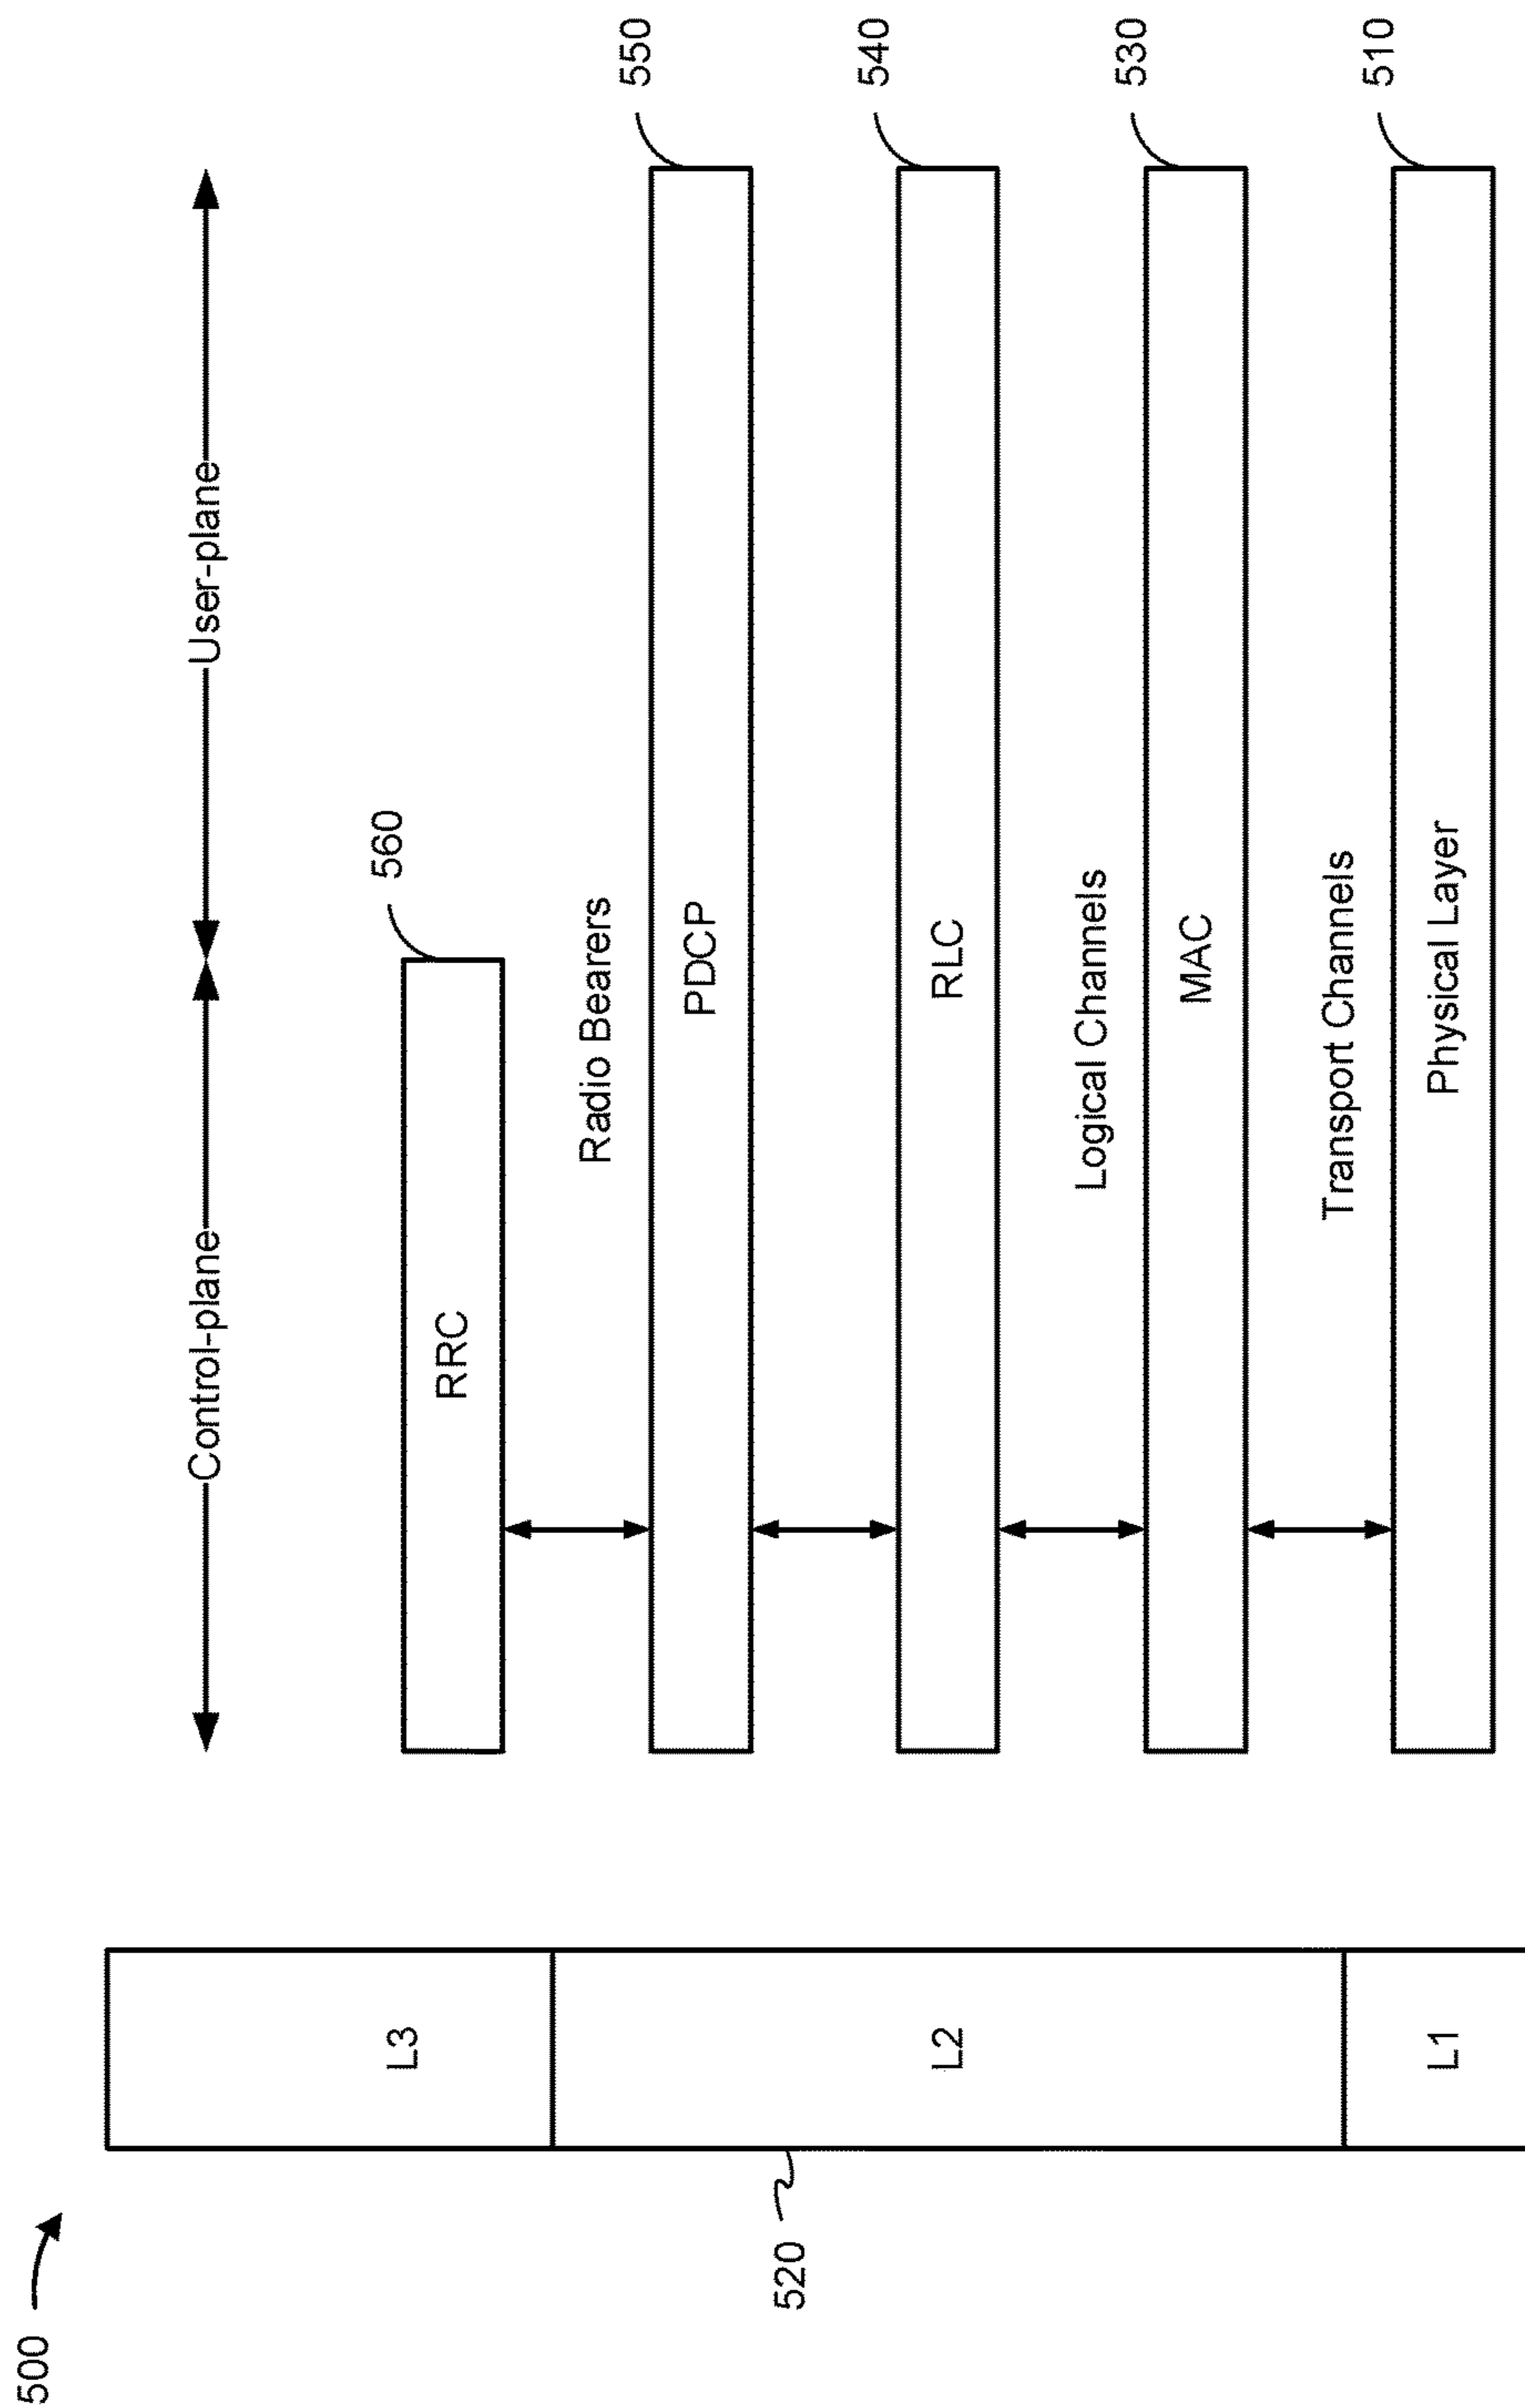 500
Control-plane
User-plane
560
L3
RRC
Radio Bearers
550
PDCP
520
L2
540
RLC
Logical Channels
530
MAC
Transport Channels
510
L1
Physical Layer